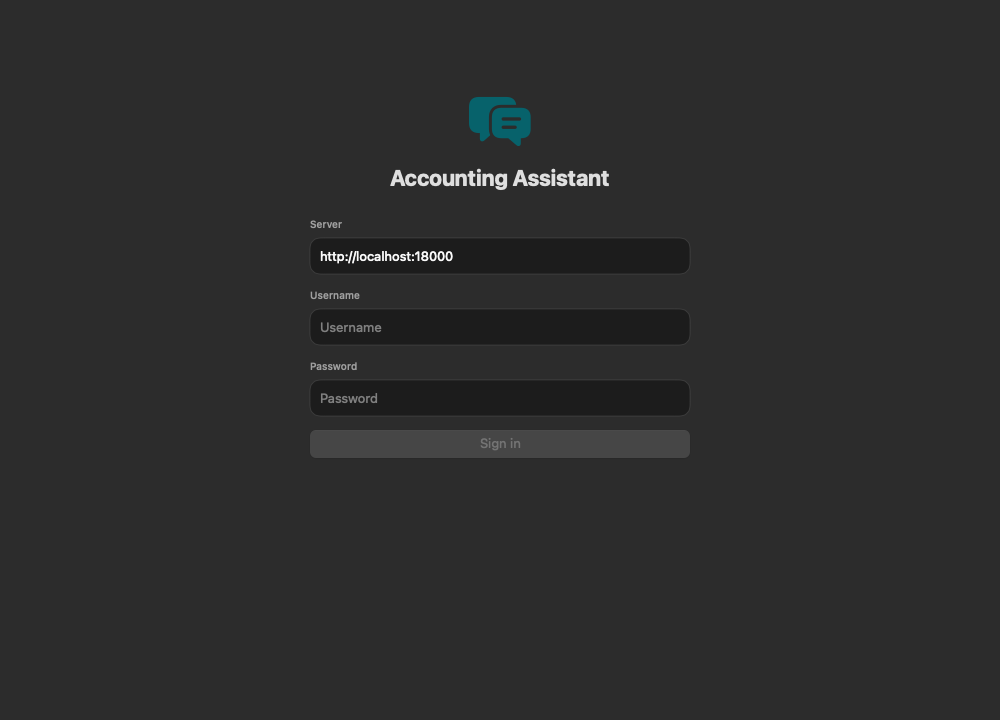 Accounting Assistant
Server
http://localhost:18000
Username
Username
Password
Password
Sign in